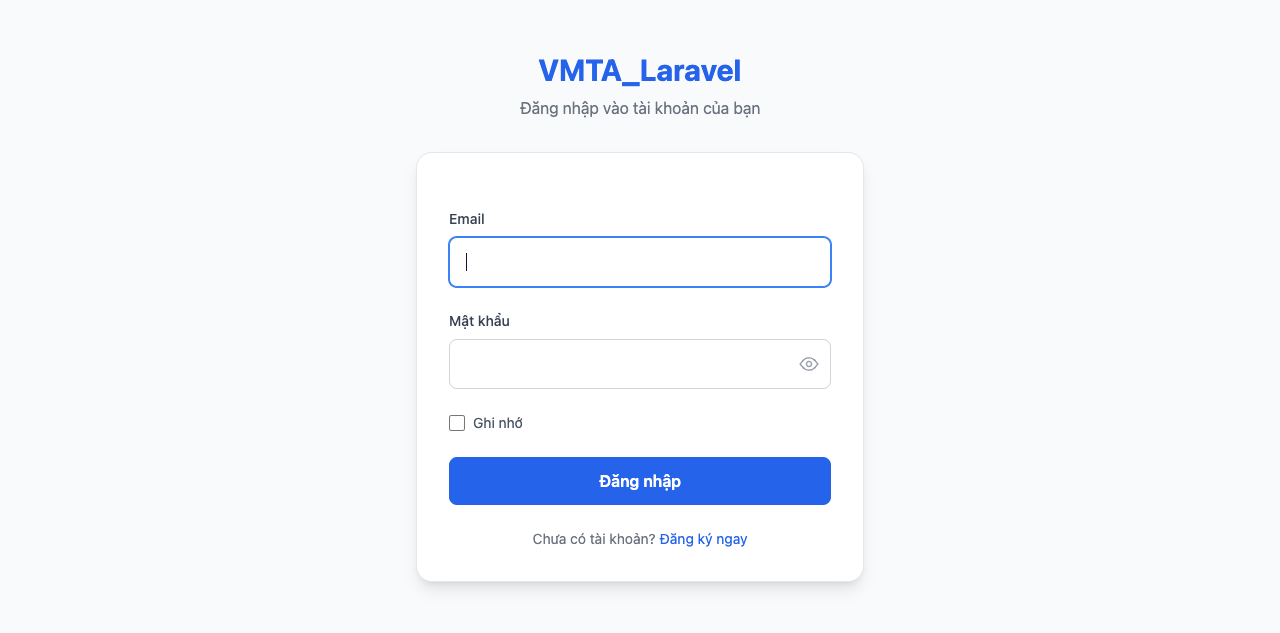 VMTA_Laravel
Đăng nhập vào tài khoản của bạn
Email
Mật khẩu
Ghi nhớ
Đăng nhập
Chưa có tài khoản? Đăng ký ngay